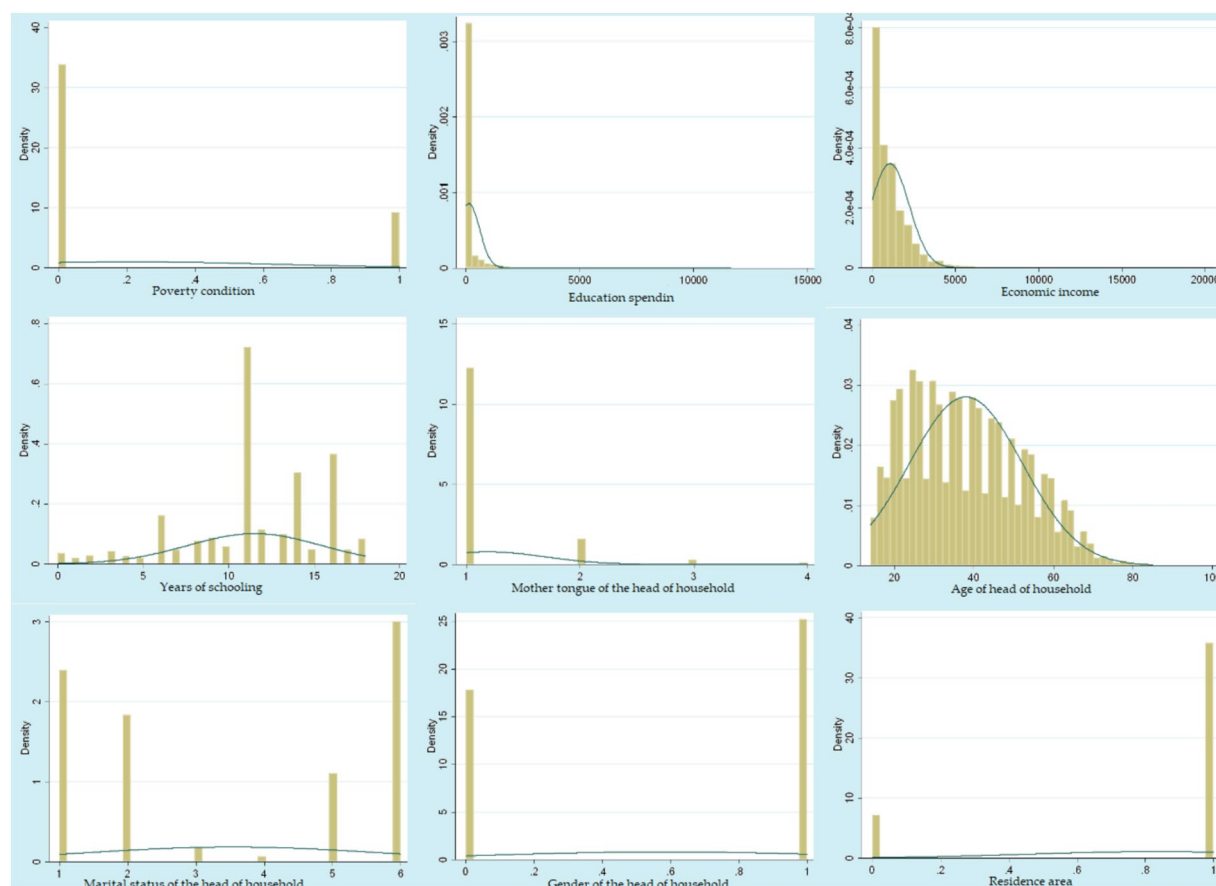 40
30
20
10
0
Density
0 .2 .4 .6 .8 1
Poverty condition
.003
.002
.001
0
Density
0 5000 10000 15000
Education spendin
8.0e-04
6.0e-04
4.0e-04
2.0e-04
0
Density
0 5000 10000 15000 20000
Economic income
.8
.6
.4
.2
0
Density
0 5 10 15 20
Years of schooling
15
10
5
0
Density
1 2 3 4
Mother tongue of the head of household
.04
.03
.02
.01
0
Density
20 40 60 80 100
Age of head of household
3
2
1
0
Density
1 2 3 4 5 6
Marital status of the head of household
25
20
15
10
5
0
Density
0 .2 .4 .6 .8 1
Gender of the head of household
40
30
20
10
0
Density
0 .2 .4 .6 .8 1
Residence area